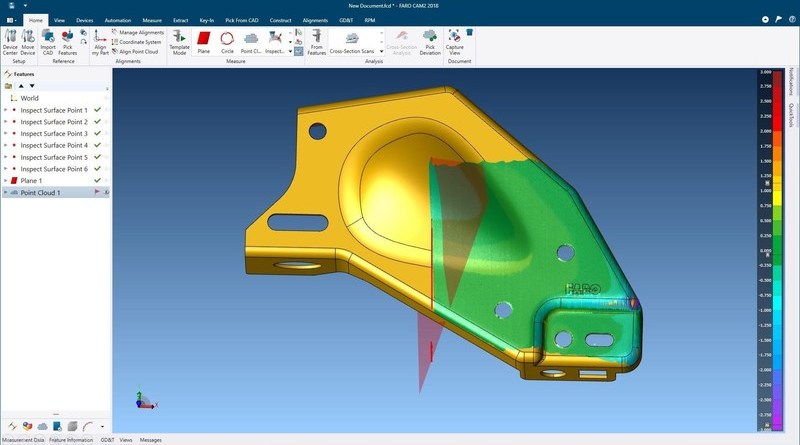 New Document.fcd * - FARO CAM2 2018
Home View Devices Automation Measure Extract Key-In Pick From CAD Construct Alignments GD&T RPM
Device Center
Move Device
Import CAD
Pick Features
Align my Part
Manage Alignments
Coordinate System
Align Point Cloud
Template Mode
Plane
Circle
Point Cl...
Inspect...
From Features
Cross-Section Scans
Cross-Section Analysis
Pick Deviation
Capture View
Devices Reference Alignments Measure Analysis Document
Features
World
Inspect Surface Point 1
Inspect Surface Point 2
Inspect Surface Point 3
Inspect Surface Point 4
Inspect Surface Point 5
Inspect Surface Point 6
Plane 1
Point Cloud 1
FARO
X
3.000
2.750
2.500
2.250
2.000
1.750
1.500
1.250
1.000
0.750
0.500
0.250
0.000
-0.250
-0.500
-0.750
-1.000
-1.250
-1.500
-1.750
-2.000
-2.250
-2.500
-2.750
-3.000
Notifications
QuickTools
Measurement Data Feature Information GD&T Views Messages